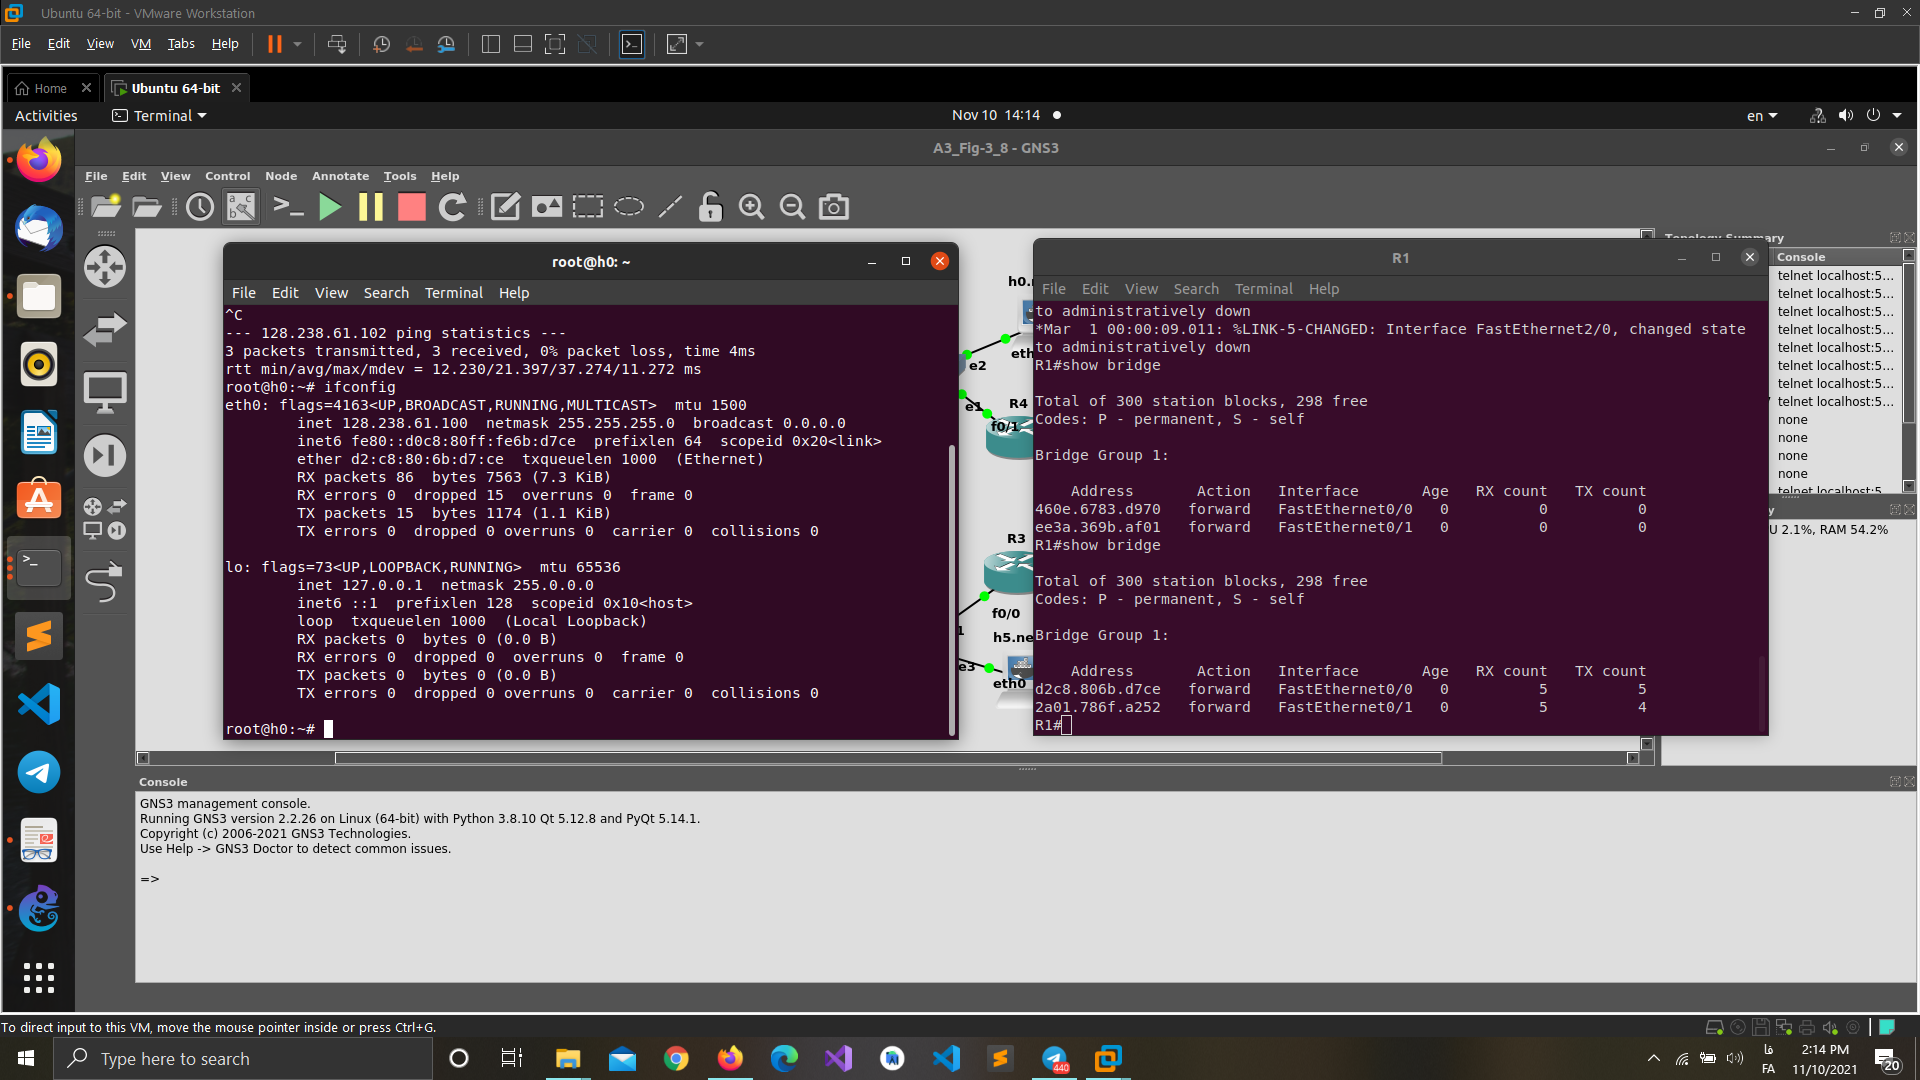 Ubuntu 64-bit - VMware Workstation
File Edit View VM Tabs Help
Home
Ubuntu 64-bit
Activities
Terminal
Nov 10 14:14
en
A3_Fig-3_8 - GNS3
File Edit View Control Node Annotate Tools Help
root@h0: ~
File Edit View Search Terminal Help
^C
--- 128.238.61.102 ping statistics ---
3 packets transmitted, 3 received, 0% packet loss, time 4ms
rtt min/avg/max/mdev = 12.230/21.397/37.274/11.272 ms
root@h0:~# ifconfig
eth0: flags=4163<UP,BROADCAST,RUNNING,MULTICAST>  mtu 1500
        inet 128.238.61.100  netmask 255.255.255.0  broadcast 0.0.0.0
        inet6 fe80::d0c8:80ff:fe6b:d7ce  prefixlen 64  scopeid 0x20<link>
        ether d2:c8:80:6b:d7:ce  txqueuelen 1000  (Ethernet)
        RX packets 86  bytes 7563 (7.3 KiB)
        RX errors 0  dropped 15  overruns 0  frame 0
        TX packets 15  bytes 1174 (1.1 KiB)
        TX errors 0  dropped 0 overruns 0  carrier 0  collisions 0
lo: flags=73<UP,LOOPBACK,RUNNING>  mtu 65536
        inet 127.0.0.1  netmask 255.0.0.0
        inet6 ::1  prefixlen 128  scopeid 0x10<host>
        loop  txqueuelen 1000  (Local Loopback)
        RX packets 0  bytes 0 (0.0 B)
        RX errors 0  dropped 0  overruns 0  frame 0
        TX packets 0  bytes 0 (0.0 B)
        TX errors 0  dropped 0 overruns 0  carrier 0  collisions 0
root@h0:~#
e2
e1
R4
f0/1
R3
f0/0
e3
eth0
R1
File Edit View Search Terminal Help
to administratively down
*Mar  1 00:00:09.011: %LINK-5-CHANGED: Interface FastEthernet2/0, changed state
to administratively down
R1#show bridge
Total of 300 station blocks, 298 free
Codes: P - permanent, S - self
Bridge Group 1:
    Address       Action   Interface       Age   RX count   TX count
460e.6783.d970   forward   FastEthernet0/0   0          0          0
ee3a.369b.af01   forward   FastEthernet0/1   0          0          0
R1#show bridge
Total of 300 station blocks, 298 free
Codes: P - permanent, S - self
Bridge Group 1:
    Address       Action   Interface       Age   RX count   TX count
d2c8.806b.d7ce   forward   FastEthernet0/0   0          5          5
2a01.786f.a252   forward   FastEthernet0/1   0          5          4
R1#
Console
telnet localhost:5...
telnet localhost:5...
telnet localhost:5...
telnet localhost:5...
telnet localhost:5...
telnet localhost:5...
telnet localhost:5...
telnet localhost:5...
none
none
none
none
U 2.1%, RAM 54.2%
Console
GNS3 management console.
Running GNS3 version 2.2.26 on Linux (64-bit) with Python 3.8.10 Qt 5.12.8 and PyQt 5.14.1.
Copyright (c) 2006-2021 GNS3 Technologies.
Use Help -> GNS3 Doctor to detect common issues.
=>
To direct input to this VM, move the mouse pointer inside or press Ctrl+G.
Type here to search
440
فا
FA
2:14 PM
11/10/2021
20